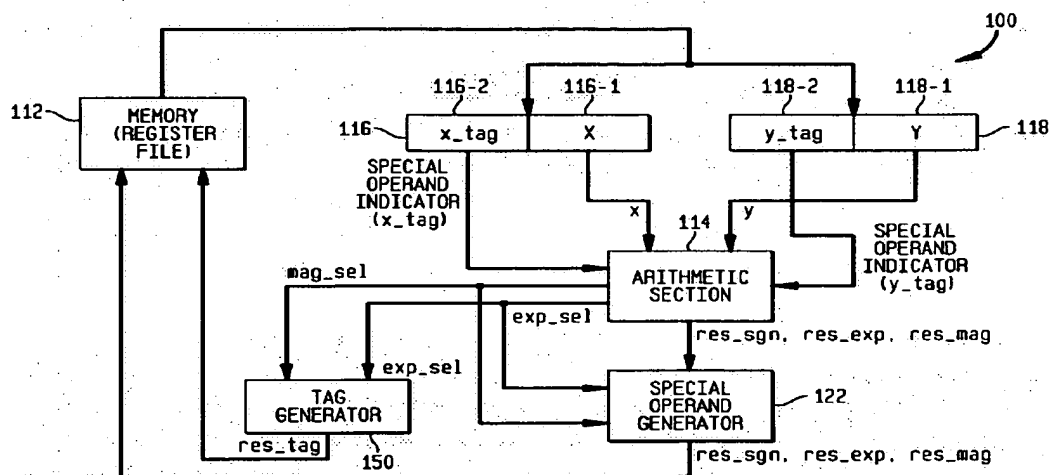 100
116-2
116-1
118-2
118-1
112
MEMORY
(REGISTER
FILE)
116
x_tag
X
y_tag
Y
118
SPECIAL
OPERAND
INDICATOR
(x_tag)
x
y
114
SPECIAL
OPERAND
INDICATOR
(y_tag)
ARITHMETIC
SECTION
mag_sel
exp_sel
res_sgn, res_exp, res_mag
exp_sel
TAG
GENERATOR
SPECIAL
OPERAND
GENERATOR
122
res_tag
150
res_sgn, res_exp, res_mag